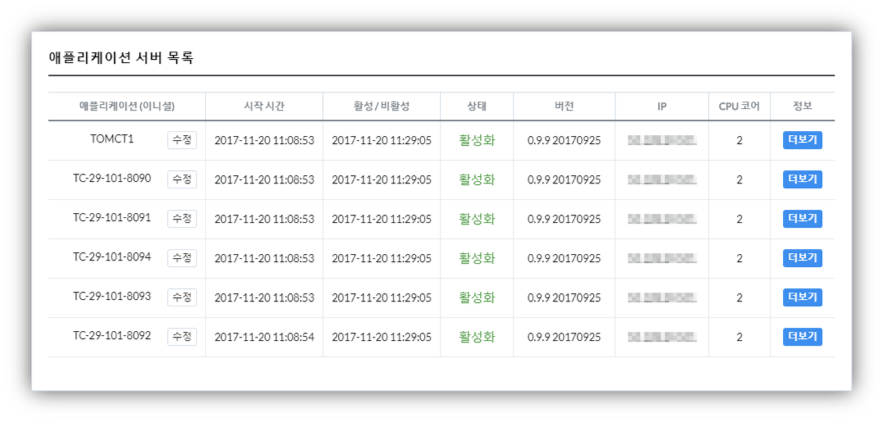 애플리케이션 서버 목록
애플리케이션 (이니셜) 시작 시간 활성 / 비활성 상태 버전 IP CPU 코어 정보
TOMCT1 수정 2017-11-20 11:08:53 2017-11-20 11:29:05 활성화 0.9.9 20170925 2 더보기
TC-29-101-8090 수정 2017-11-20 11:08:53 2017-11-20 11:29:05 활성화 0.9.9 20170925 2 더보기
TC-29-101-8091 수정 2017-11-20 11:08:53 2017-11-20 11:29:05 활성화 0.9.9 20170925 2 더보기
TC-29-101-8094 수정 2017-11-20 11:08:53 2017-11-20 11:29:05 활성화 0.9.9 20170925 2 더보기
TC-29-101-8093 수정 2017-11-20 11:08:53 2017-11-20 11:29:05 활성화 0.9.9 20170925 2 더보기
TC-29-101-8092 수정 2017-11-20 11:08:54 2017-11-20 11:29:05 활성화 0.9.9 20170925 2 더보기